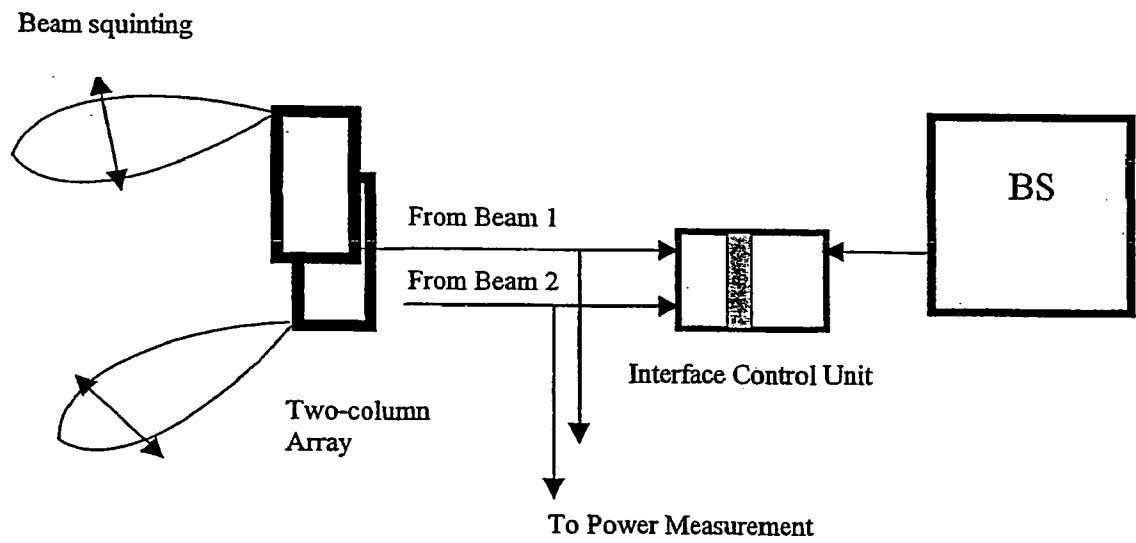 Beam squinting
From Beam 1
From Beam 2
BS
Interface Control Unit
Two-column
Array
To Power Measurement